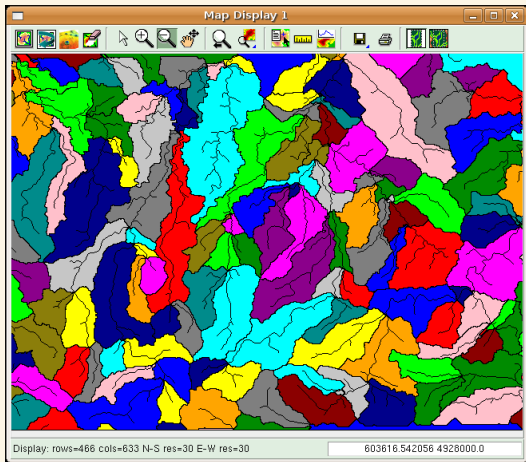 Map Display 1
Display: rows=466 cols=633 N-S res=30 E-W res=30
603616.542056 4928000.0